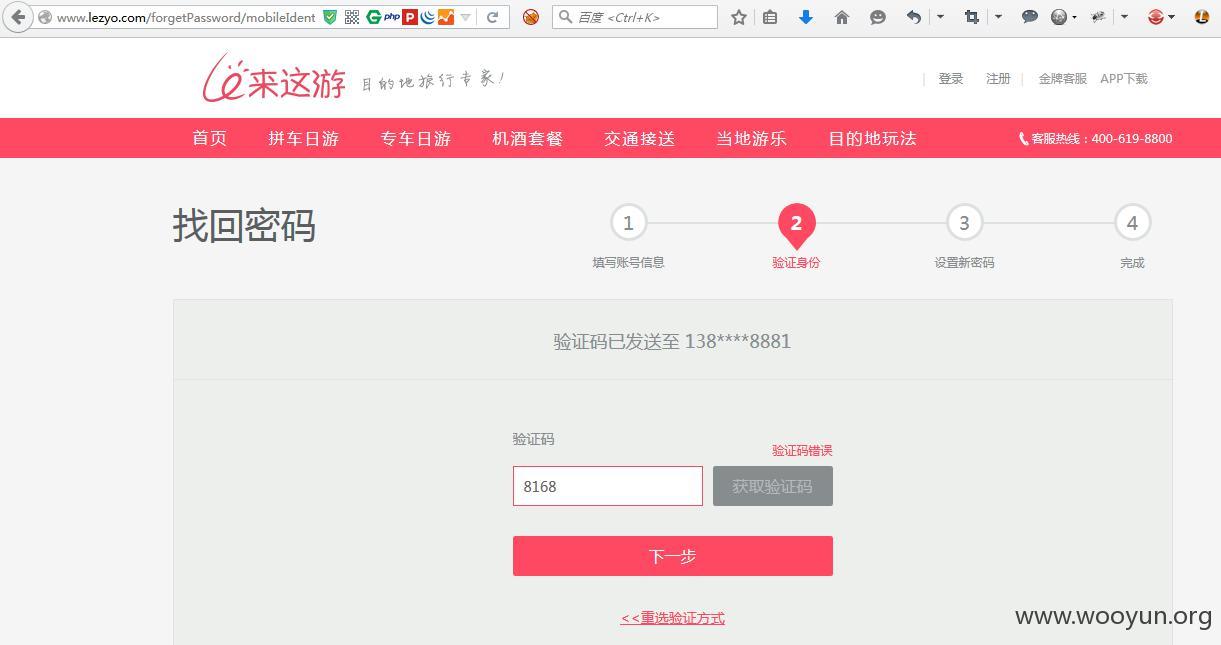 www.lezyo.com/forgetPassword/mobileIdent
php
百度 <Ctrl+K>
来这游 目的地旅行专家!
登录 注册 金牌客服 APP下载
首页 拼车日游 专车日游 机酒套餐 交通接送 当地游乐 目的地玩法 客服热线:400-619-8800
找回密码
1 2 3 4
填写账号信息 验证身份 设置新密码 完成
验证码已发送至 138****8881
验证码 验证码错误
8168 获取验证码
下一步
<<重选验证方式
www.wooyun.org